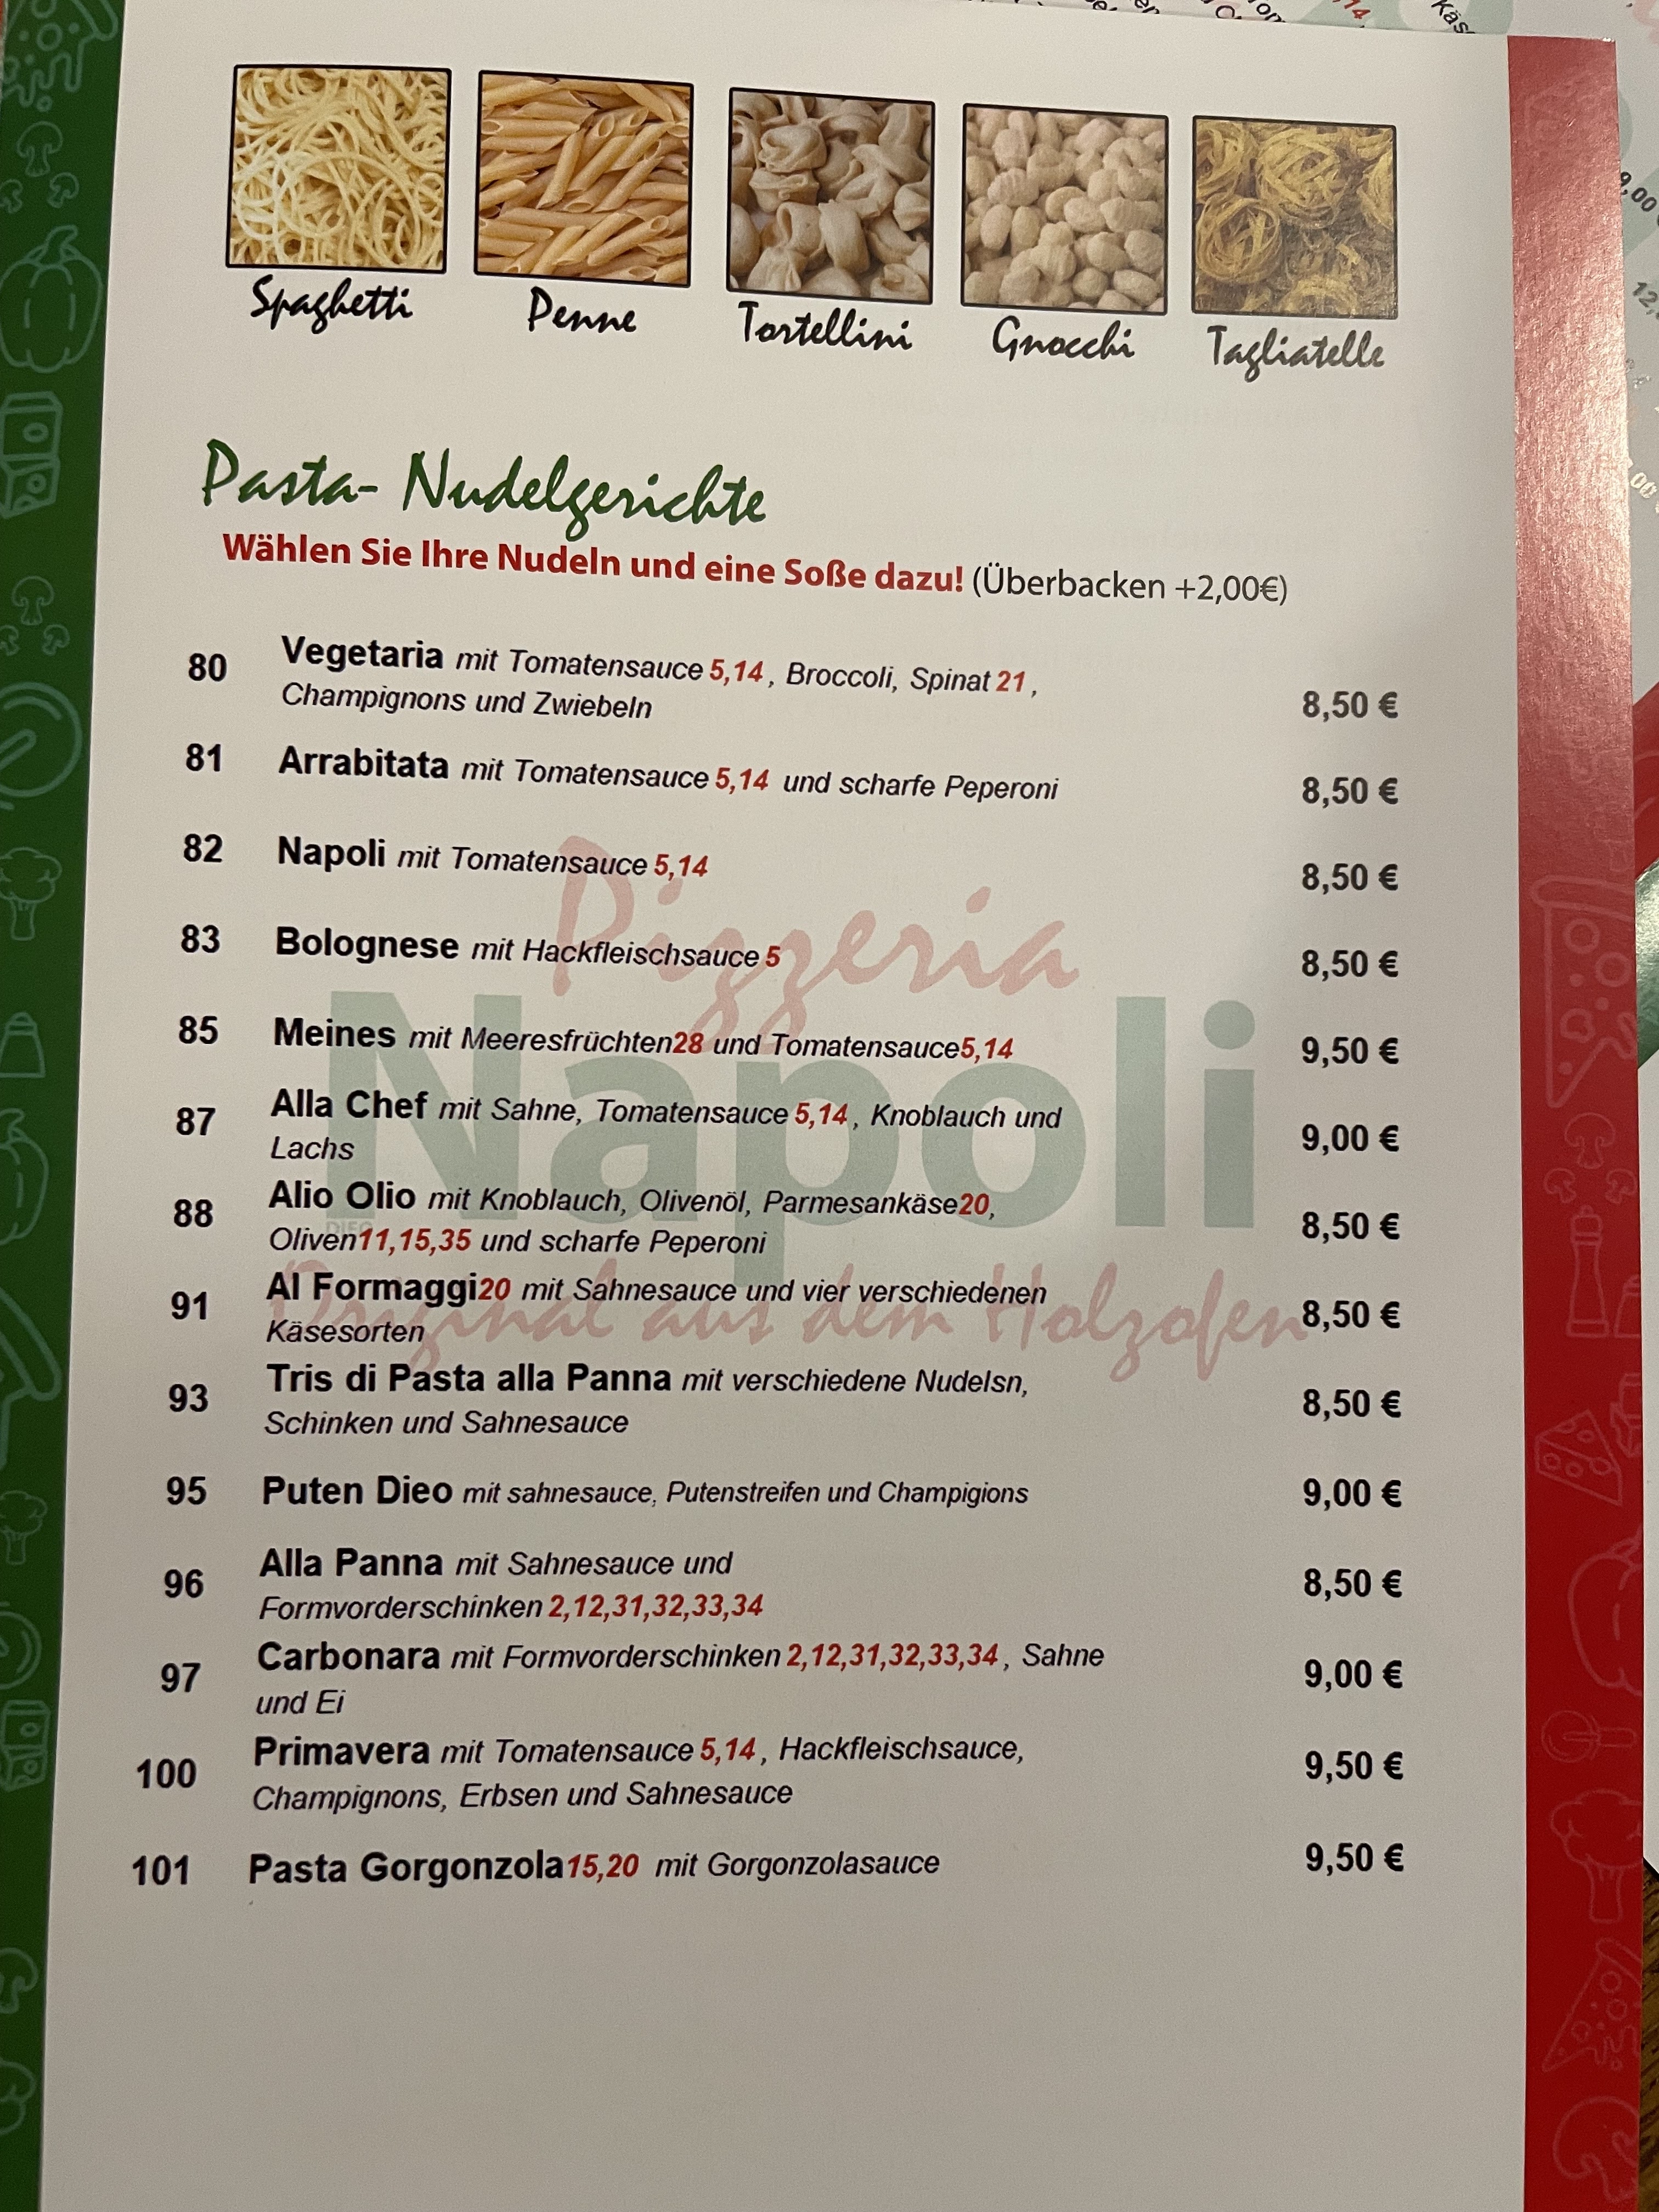 Spaghetti
Penne
Tortellini
Gnocchi
Tagliatelle
Pasta- Nudelgerichte
Wählen Sie Ihre Nudeln und eine Soße dazu! (Überbacken +2,00€)
80 Vegetaria mit Tomatensauce 5,14, Broccoli, Spinat 21,
Champignons und Zwiebeln 8,50 €
81 Arrabitata mit Tomatensauce 5,14 und scharfe Peperoni 8,50 €
82 Napoli mit Tomatensauce 5,14 8,50 €
83 Bolognese mit Hackfleischsauce 5 8,50 €
85 Meines mit Meeresfrüchten28 und Tomatensauce5,14 9,50 €
87 Alla Chef mit Sahne, Tomatensauce 5,14, Knoblauch und
Lachs 9,00 €
88 Alio Olio mit Knoblauch, Olivenöl, Parmesankäse20,
Oliven11,15,35 und scharfe Peperoni 8,50 €
91 Al Formaggi20 mit Sahnesauce und vier verschiedenen
Käsesorten 8,50 €
93 Tris di Pasta alla Panna mit verschiedene Nudelsn,
Schinken und Sahnesauce 8,50 €
95 Puten Dieo mit sahnesauce, Putenstreifen und Champigions 9,00 €
96 Alla Panna mit Sahnesauce und
Formvorderschinken 2,12,31,32,33,34 8,50 €
97 Carbonara mit Formvorderschinken 2,12,31,32,33,34, Sahne
und Ei 9,00 €
100 Primavera mit Tomatensauce 5,14, Hackfleischsauce,
Champignons, Erbsen und Sahnesauce 9,50 €
101 Pasta Gorgonzola15,20 mit Gorgonzolasauce 9,50 €
Pizzeria
Napoli
Original aus dem Holzofen